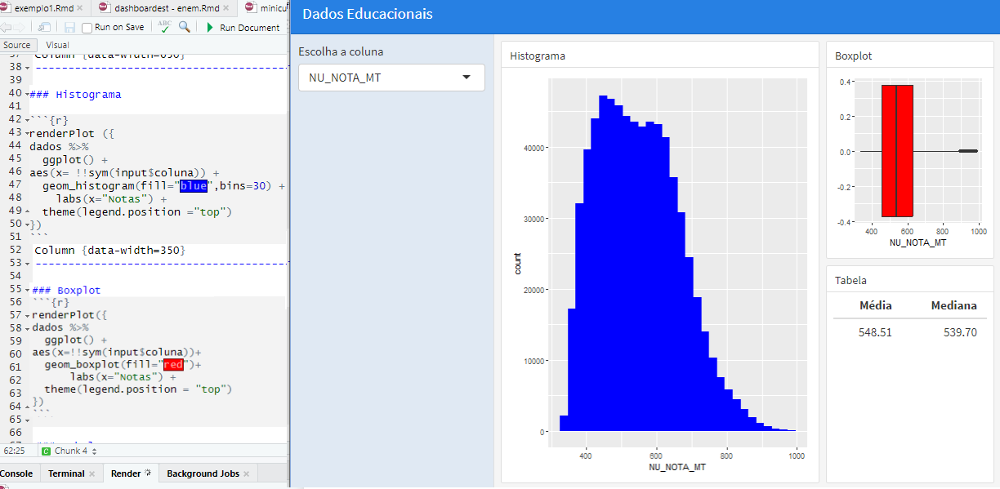 exemplo1.Rmd
dashboardest - enem.Rmd
Run on Save
ABC
Run Document
Source
Visual
Column {data-width=650}
38
39
40 ### Histograma
41
42 ```{r}
43 renderPlot ({
44 dados %>%
45 ggplot() +
46 aes(x= !!sym(input$coluna)) +
47 geom_histogram(fill="blue",bins=30) +
48 labs(x="Notas") +
49 theme(legend.position ="top")
50 })
51 ```
52 Column {data-width=350}
53
54
55 ### Boxplot
56 ```{r}
57 renderPlot({
58 dados %>%
59 ggplot() +
60 aes(x=!!sym(input$coluna))+
61 geom_boxplot(fill="red")+
62 labs(x="Notas") +
63 theme(legend.position = "top")
64 })
65 ```
66
62:25
Chunk 4
Console
Terminal
Render
Background Jobs
Dados Educacionais
Escolha a coluna
NU_NOTA_MT
Histograma
count
40000
30000
20000
10000
0
400
600
800
1000
NU_NOTA_MT
Boxplot
0.4
0.2
0.0
-0.2
-0.4
400
600
800
1000
NU_NOTA_MT
Tabela
Média Mediana
548.51 539.70